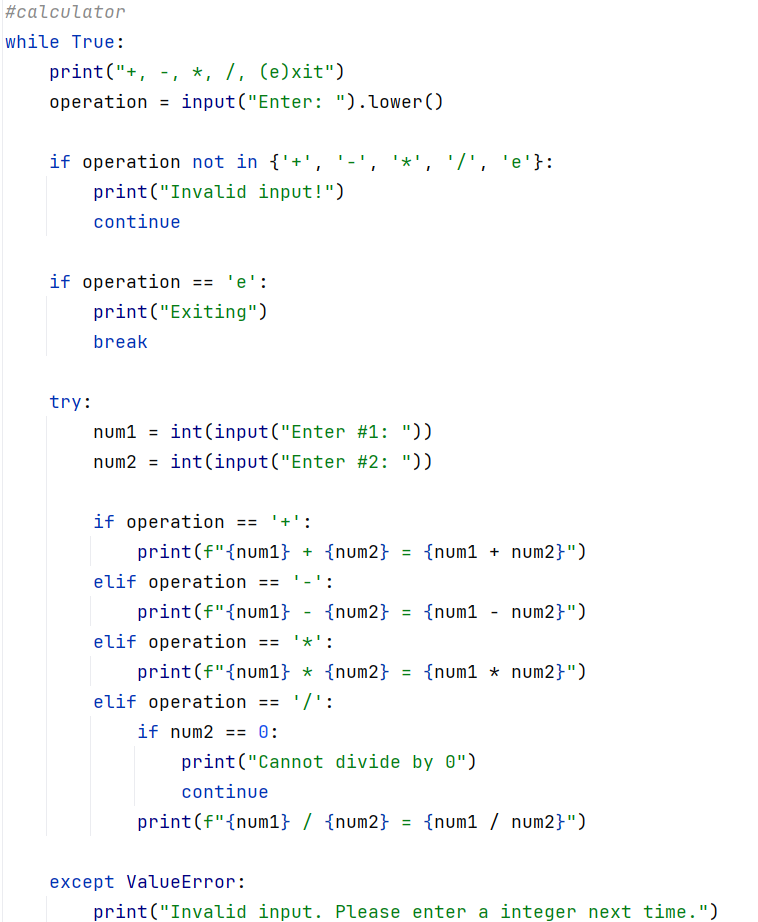 #calculator
while True:
    print("+, -, *, /, (e)xit")
    operation = input("Enter: ").lower()

    if operation not in {'+', '-', '*', '/', 'e'}:
        print("Invalid input!")
        continue

    if operation == 'e':
        print("Exiting")
        break

    try:
        num1 = int(input("Enter #1: "))
        num2 = int(input("Enter #2: "))

        if operation == '+':
            print(f"{num1} + {num2} = {num1 + num2}")
        elif operation == '-':
            print(f"{num1} - {num2} = {num1 - num2}")
        elif operation == '*':
            print(f"{num1} * {num2} = {num1 * num2}")
        elif operation == '/':
            if num2 == 0:
                print("Cannot divide by 0")
                continue
            print(f"{num1} / {num2} = {num1 / num2}")

    except ValueError:
        print("Invalid input. Please enter a integer next time.")